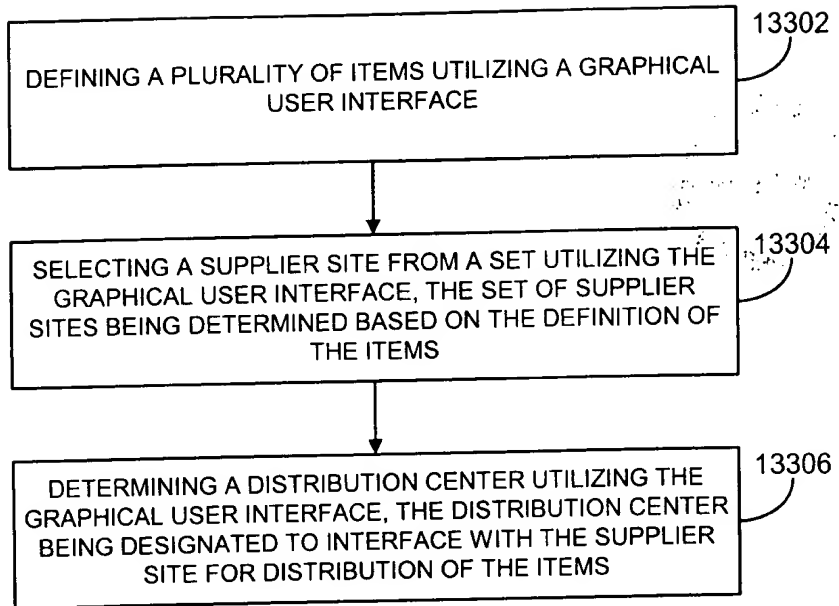 13302
DEFINING A PLURALITY OF ITEMS UTILIZING A GRAPHICAL
USER INTERFACE
13304
SELECTING A SUPPLIER SITE FROM A SET UTILIZING THE
GRAPHICAL USER INTERFACE, THE SET OF SUPPLIER
SITES BEING DETERMINED BASED ON THE DEFINITION OF
THE ITEMS
13306
DETERMINING A DISTRIBUTION CENTER UTILIZING THE
GRAPHICAL USER INTERFACE, THE DISTRIBUTION CENTER
BEING DESIGNATED TO INTERFACE WITH THE SUPPLIER
SITE FOR DISTRIBUTION OF THE ITEMS